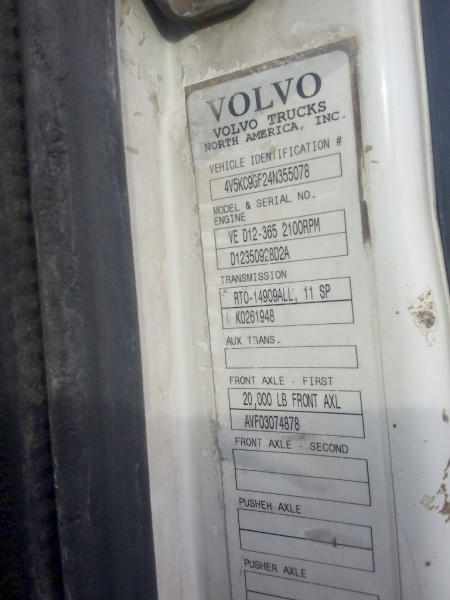 VOLVO
VOLVO TRUCKS
NORTH AMERICA, INC.
VEHICLE IDENTIFICATION #
4V5KC9GF24N355078
MODEL & SERIAL NO.
ENGINE
VE D12-365 2100RPM
D12350928D2A
TRANSMISSION
RTO-14909ALL, 11 SP
K0261948
AUX TRANS.
FRONT AXLE - FIRST
20,000 LB FRONT AXL
AVF03074878
FRONT AXLE - SECOND
PUSHER AXLE
PUSHER AXLE